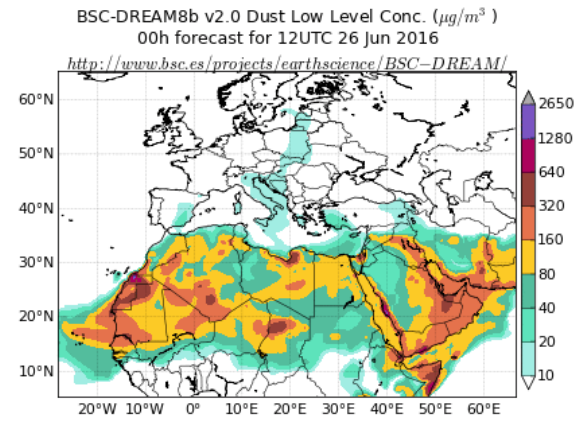 BSC-DREAM8b v2.0 Dust Low Level Conc. (μg/m³ )
00h forecast for 12UTC 26 Jun 2016
http://www.bsc.es/projects/earthscience/BSC−DREAM/
60°N
50°N
40°N
30°N
20°N
10°N
20°W 10°W 0° 10°E 20°E 30°E 40°E 50°E 60°E
2650
1280
640
320
160
80
40
20
10